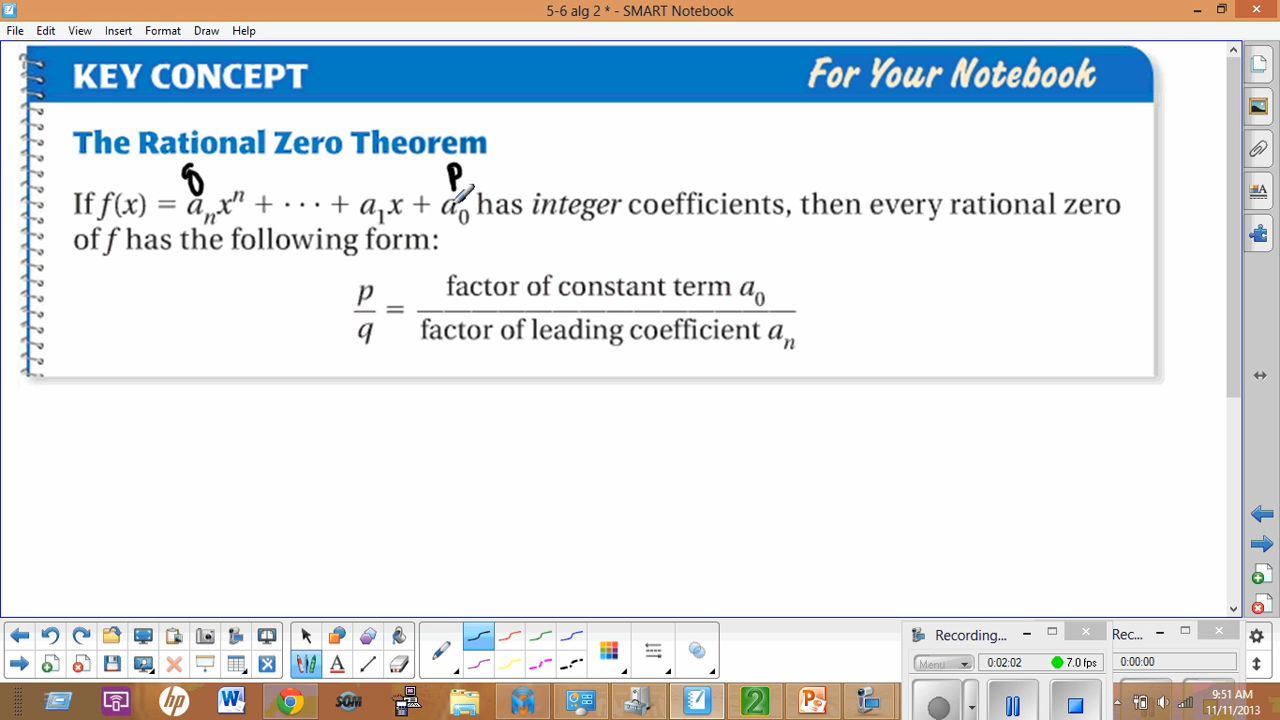 5-6 alg 2 * - SMART Notebook
File Edit View Insert Format Draw Help
KEY CONCEPT For Your Notebook
The Rational Zero Theorem
q P
If f(x) = aₙxⁿ + · · · + a₁x + a₀ has integer coefficients, then every rational zero
of f has the following form:
p/q = factor of constant term a₀ / factor of leading coefficient aₙ
Recording... Rec...
Menu 0:02:02 7.0 fps 0:00:00
hp W SOM 2 P
9:51 AM
11/11/2013